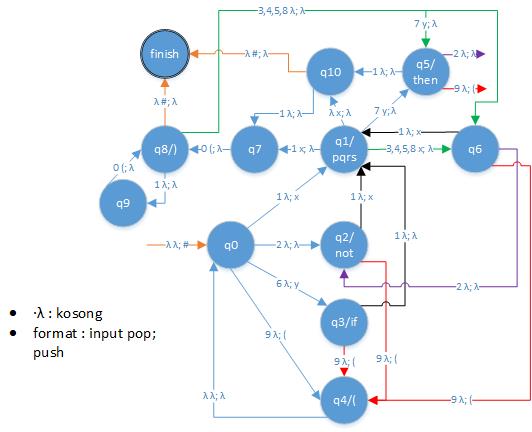 3,4,5,8 λ; λ
7 y; λ
finish
λ #; λ
q10
1 λ; λ
q5/
then
2 λ; λ
9 λ; (
λ #; λ
1 λ; λ
λ x; λ
7 y; λ
1 λ; x
q8/)
0 (; λ
q7
1 x; λ
q1/
pqrs
3,4,5,8 x; λ
q6
0 (; λ
1 λ; λ
q9
1 λ; x
1 λ; x
1 λ; λ
λ λ; #
q0
2 λ; λ
q2/
not
6 λ; y
2 λ; λ
·λ : kosong
format : input pop;
push
q3/if
9 λ; (
9 λ; (
9 λ; (
λ λ; λ
q4/(
9 λ; (